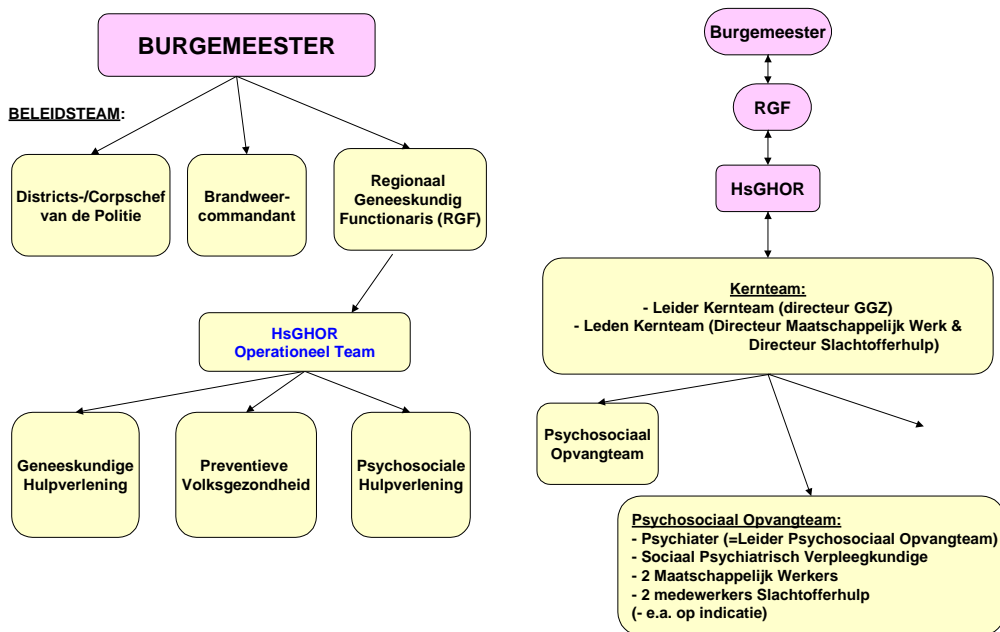 BURGEMEESTER
BELEIDSTEAM:
Districts-/Corpschef
van de Politie
Brandweer-
commandant
Regionaal
Geneeskundig
Functionaris (RGF)
HsGHOR
Operationeel Team
Geneeskundige
Hulpverlening
Preventieve
Volksgezondheid
Psychosociale
Hulpverlening
Burgemeester
RGF
HsGHOR
Kernteam:
- Leider Kernteam (directeur GGZ)
- Leden Kernteam (Directeur Maatschappelijk Werk &
Directeur Slachtofferhulp)
Psychosociaal
Opvangteam
Psychosociaal Opvangteam:
- Psychiater (=Leider Psychosociaal Opvangteam)
- Sociaal Psychiatrisch Verpleegkundige
- 2 Maatschappelijk Werkers
- 2 medewerkers Slachtofferhulp
(- e.a. op indicatie)